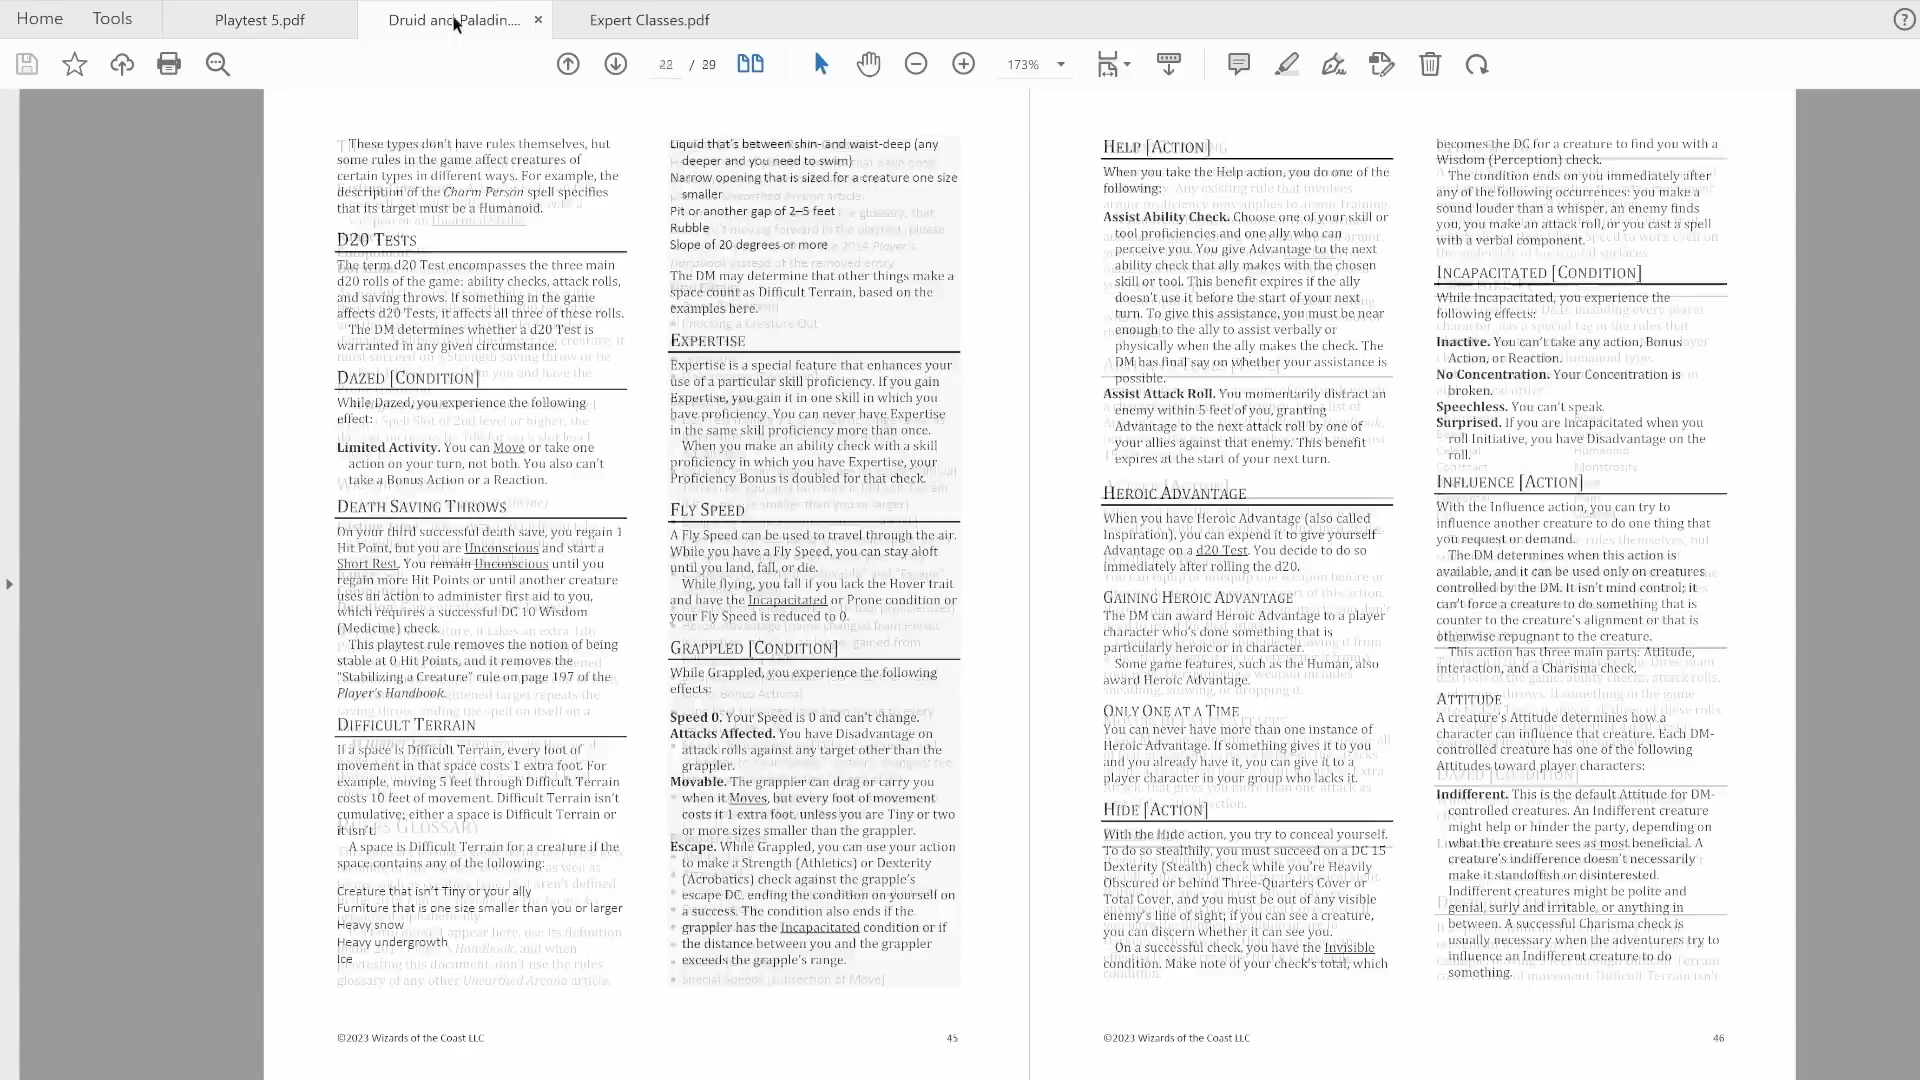 Home
Tools
Playtest 5.pdf
Druid and Paladin....
Expert Classes.pdf
22 / 29
173%
These types don't have rules themselves, but
some rules in the game affect creatures of
certain types in different ways. For example, the
description of the Charm Person spell specifies
that its target must be a Humanoid.
D20 TESTS
The term d20 Test encompasses the three main
d20 rolls of the game: ability checks, attack rolls,
and saving throws. If something in the game
affects d20 Tests, it affects all three of these rolls.
The DM determines whether a d20 Test is
warranted in any given circumstance.
DAZED [CONDITION]
While Dazed, you experience the following
effect:
Limited Activity. You can Move or take one
action on your turn, not both. You also can't
take a Bonus Action or a Reaction.
DEATH SAVING THROWS
On your third successful death save, you regain 1
Hit Point, but you are Unconscious and start a
Short Rest. You remain Unconscious until you
regain more Hit Points or until another creature
uses an action to administer first aid to you,
which requires a successful DC 10 Wisdom
(Medicine) check.
This playtest rule removes the notion of being
stable at 0 Hit Points, and it removes the
"Stabilizing a Creature" rule on page 197 of the
Player's Handbook.
DIFFICULT TERRAIN
If a space is Difficult Terrain, every foot of
movement in that space costs 1 extra foot. For
example, moving 5 feet through Difficult Terrain
costs 10 feet of movement. Difficult Terrain isn't
cumulative; either a space is Difficult Terrain or
it isn't.
A space is Difficult Terrain for a creature if the
space contains any of the following:
Creature that isn't Tiny or your ally
Furniture that is one size smaller than you or larger
Heavy snow
Heavy undergrowth
Ice
Liquid that's between shin- and waist-deep (any
deeper and you need to swim)
Narrow opening that is sized for a creature one size
smaller
Pit or another gap of 2–5 feet
Rubble
Slope of 20 degrees or more
The DM may determine that other things make a
space count as Difficult Terrain, based on the
examples here.
EXPERTISE
Expertise is a special feature that enhances your
use of a particular skill proficiency. If you gain
Expertise, you gain it in one skill in which you
have proficiency. You can never have Expertise
in the same skill proficiency more than once.
When you make an ability check with a skill
proficiency in which you have Expertise, your
Proficiency Bonus is doubled for that check.
FLY SPEED
A Fly Speed can be used to travel through the air.
While you have a Fly Speed, you can stay aloft
until you land, fall, or die.
While flying, you fall if you lack the Hover trait
and have the Incapacitated or Prone condition or
your Fly Speed is reduced to 0.
GRAPPLED [CONDITION]
While Grappled, you experience the following
effects:
Speed 0. Your Speed is 0 and can't change.
Attacks Affected. You have Disadvantage on
attack rolls against any target other than the
grappler.
Movable. The grappler can drag or carry you
when it Moves, but every foot of movement
costs it 1 extra foot, unless you are Tiny or two
or more sizes smaller than the grappler.
Escape. While Grappled, you can use your action
to make a Strength (Athletics) or Dexterity
(Acrobatics) check against the grapple's
escape DC, ending the condition on yourself on
a success. The condition also ends if the
grappler has the Incapacitated condition or if
the distance between you and the grappler
exceeds the grapple's range.
©2023 Wizards of the Coast LLC
45
HELP [ACTION]
When you take the Help action, you do one of the
following:
Assist Ability Check. Choose one of your skill or
tool proficiencies and one ally who can
perceive you. You give Advantage to the next
ability check that ally makes with the chosen
skill or tool. This benefit expires if the ally
doesn't use it before the start of your next
turn. To give this assistance, you must be near
enough to the ally to assist verbally or
physically when the ally makes the check. The
DM has final say on whether your assistance is
possible.
Assist Attack Roll. You momentarily distract an
enemy within 5 feet of you, granting
Advantage to the next attack roll by one of
your allies against that enemy. This benefit
expires at the start of your next turn.
HEROIC ADVANTAGE
When you have Heroic Advantage (also called
Inspiration), you can expend it to give yourself
Advantage on a d20 Test. You decide to do so
immediately after rolling the d20.
GAINING HEROIC ADVANTAGE
The DM can award Heroic Advantage to a player
character who's done something that is
particularly heroic or in character.
Some game features, such as the Human, also
award Heroic Advantage.
ONLY ONE AT A TIME
You can never have more than one instance of
Heroic Advantage. If something gives it to you
and you already have it, you can give it to a
player character in your group who lacks it.
HIDE [ACTION]
With the Hide action, you try to conceal yourself.
To do so stealthily, you must succeed on a DC 15
Dexterity (Stealth) check while you're Heavily
Obscured or behind Three-Quarters Cover or
Total Cover, and you must be out of any visible
enemy's line of sight; if you can see a creature,
you can discern whether it can see you.
On a successful check, you have the Invisible
condition. Make note of your check's total, which
becomes the DC for a creature to find you with a
Wisdom (Perception) check.
The condition ends on you immediately after
any of the following occurrences: you make a
sound louder than a whisper, an enemy finds
you, you make an attack roll, or you cast a spell
with a verbal component.
INCAPACITATED [CONDITION]
While Incapacitated, you experience the
following effects:
Inactive. You can't take any action, Bonus
Action, or Reaction.
No Concentration. Your Concentration is
broken.
Speechless. You can't speak.
Surprised. If you are Incapacitated when you
roll Initiative, you have Disadvantage on the
roll.
INFLUENCE [ACTION]
With the Influence action, you can try to
influence another creature to do one thing that
you request or demand.
The DM determines when this action is
available, and it can be used only on creatures
controlled by the DM. It isn't mind control; it
can't force a creature to do something that is
counter to the creature's alignment or that is
otherwise repugnant to the creature.
This action has three main parts: Attitude,
interaction, and a Charisma check.
ATTITUDE
A creature's Attitude determines how a
character can influence that creature. Each DM-
controlled creature has one of the following
Attitudes toward player characters:
Indifferent. This is the default Attitude for DM-
controlled creatures. An Indifferent creature
might help or hinder the party, depending on
what the creature sees as most beneficial. A
creature's indifference doesn't necessarily
make it standoffish or disinterested.
Indifferent creatures might be polite and
genial, surly and irritable, or anything in
between. A successful Charisma check is
usually necessary when the adventurers try to
influence an Indifferent creature to do
something.
©2023 Wizards of the Coast LLC
46